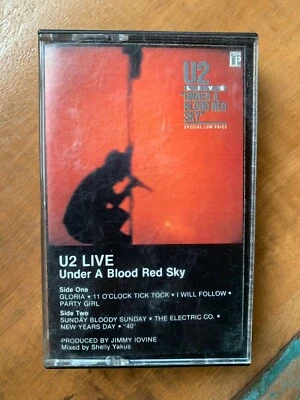 U2
LIVE
"UNDER A
BLOOD RED
SKY"
SPECIAL LOW PRICE
U2 LIVE
Under A Blood Red Sky
Side One
GLORIA • 11 O'CLOCK TICK TOCK • I WILL FOLLOW •
PARTY GIRL
Side Two
SUNDAY BLOODY SUNDAY • THE ELECTRIC CO. •
NEW YEARS DAY • "40"
PRODUCED BY JIMMY IOVINE
Mixed by Shelly Yakus